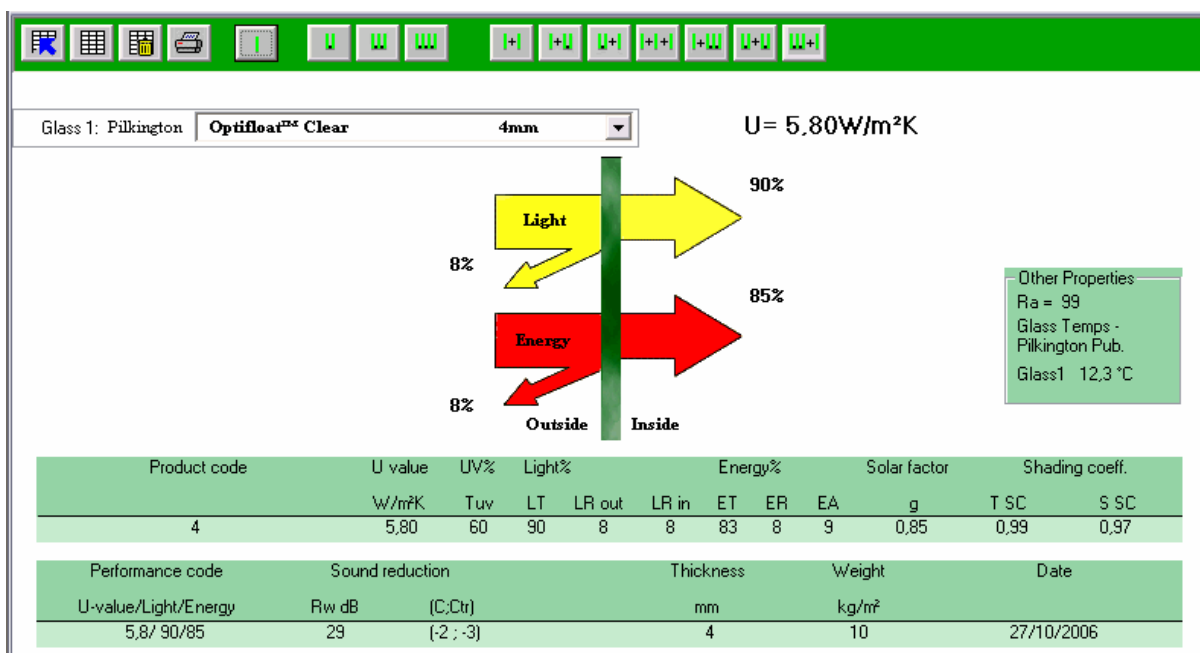 Glass 1: Pilkington Optifloat™ Clear 4mm
U= 5,80W/m²K
90%
Light
8%
85%
Energy
8%
Outside Inside
Other Properties
Ra = 99
Glass Temps -
Pilkington Pub.
Glass1 12,3 °C
Product code U value UV% Light% Energy% Solar factor Shading coeff.
W/m²K Tuv LT LR out LR in ET ER EA g T SC S SC
4 5,80 60 90 8 8 83 8 9 0,85 0,99 0,97
Performance code Sound reduction Thickness Weight Date
U-value/Light/Energy Rw dB (C;Ctr) mm kg/m²
5,8/ 90/85 29 (-2 ; -3) 4 10 27/10/2006